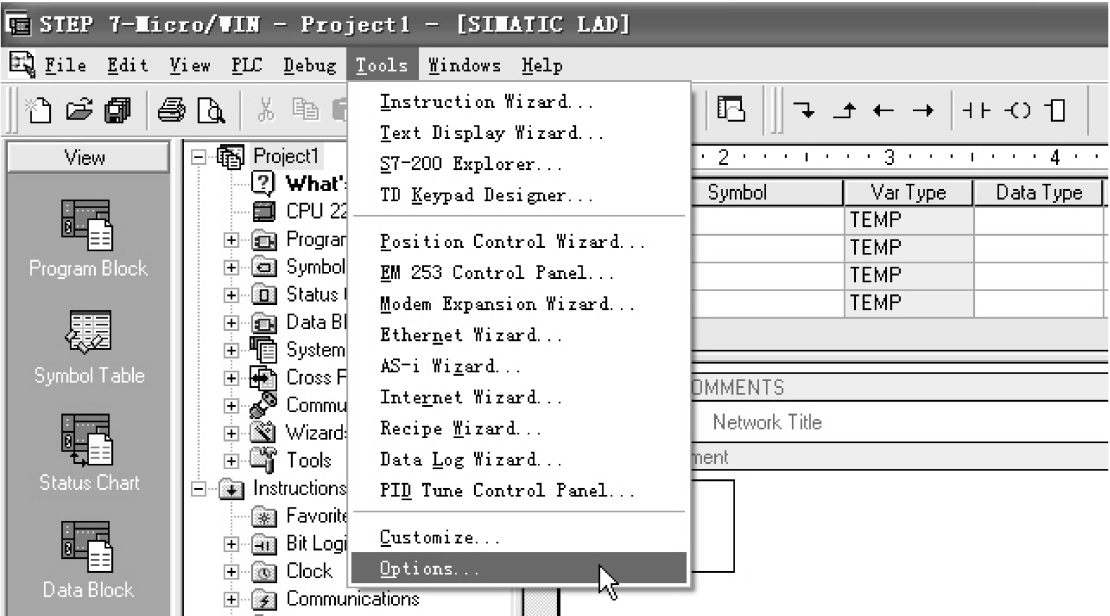 STEP 7-Micro/WIN - Project1 - [SIMATIC LAD]
File Edit View PLC Debug Tools Windows Help
View
Program Block
Symbol Table
Status Chart
Data Block
Project1
What'
CPU 22
Program
Symbol
Status
Data Bl
System
Cross
Commu
Wizards
Tools
Instructions
Favorite
Bit Logi
Clock
Communications
Instruction Wizard...
Text Display Wizard...
S7-200 Explorer...
TD Keypad Designer...
Position Control Wizard...
EM 253 Control Panel...
Modem Expansion Wizard...
Ethernet Wizard...
AS-i Wizard...
Internet Wizard...
Recipe Wizard...
Data Log Wizard...
PID Tune Control Panel...
Customize...
Options...
2 3 4
Symbol Var Type Data Type
TEMP
TEMP
TEMP
TEMP
OMMENTS
Network Title
ment